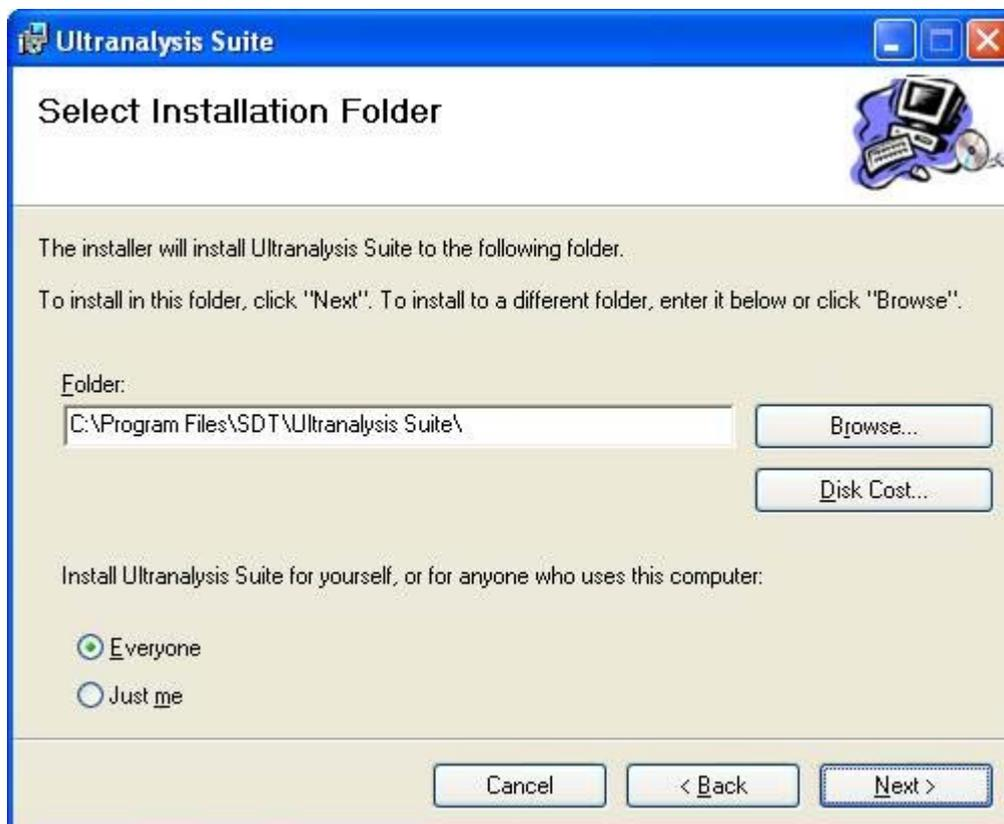 Ultranalysis Suite
Select Installation Folder
The installer will install Ultranalysis Suite to the following folder.
To install in this folder, click "Next". To install to a different folder, enter it below or click "Browse".
Folder:
C:\Program Files\SDT\Ultranalysis Suite\
Browse...
Disk Cost...
Install Ultranalysis Suite for yourself, or for anyone who uses this computer:
Everyone
Just me
Cancel
< Back
Next >